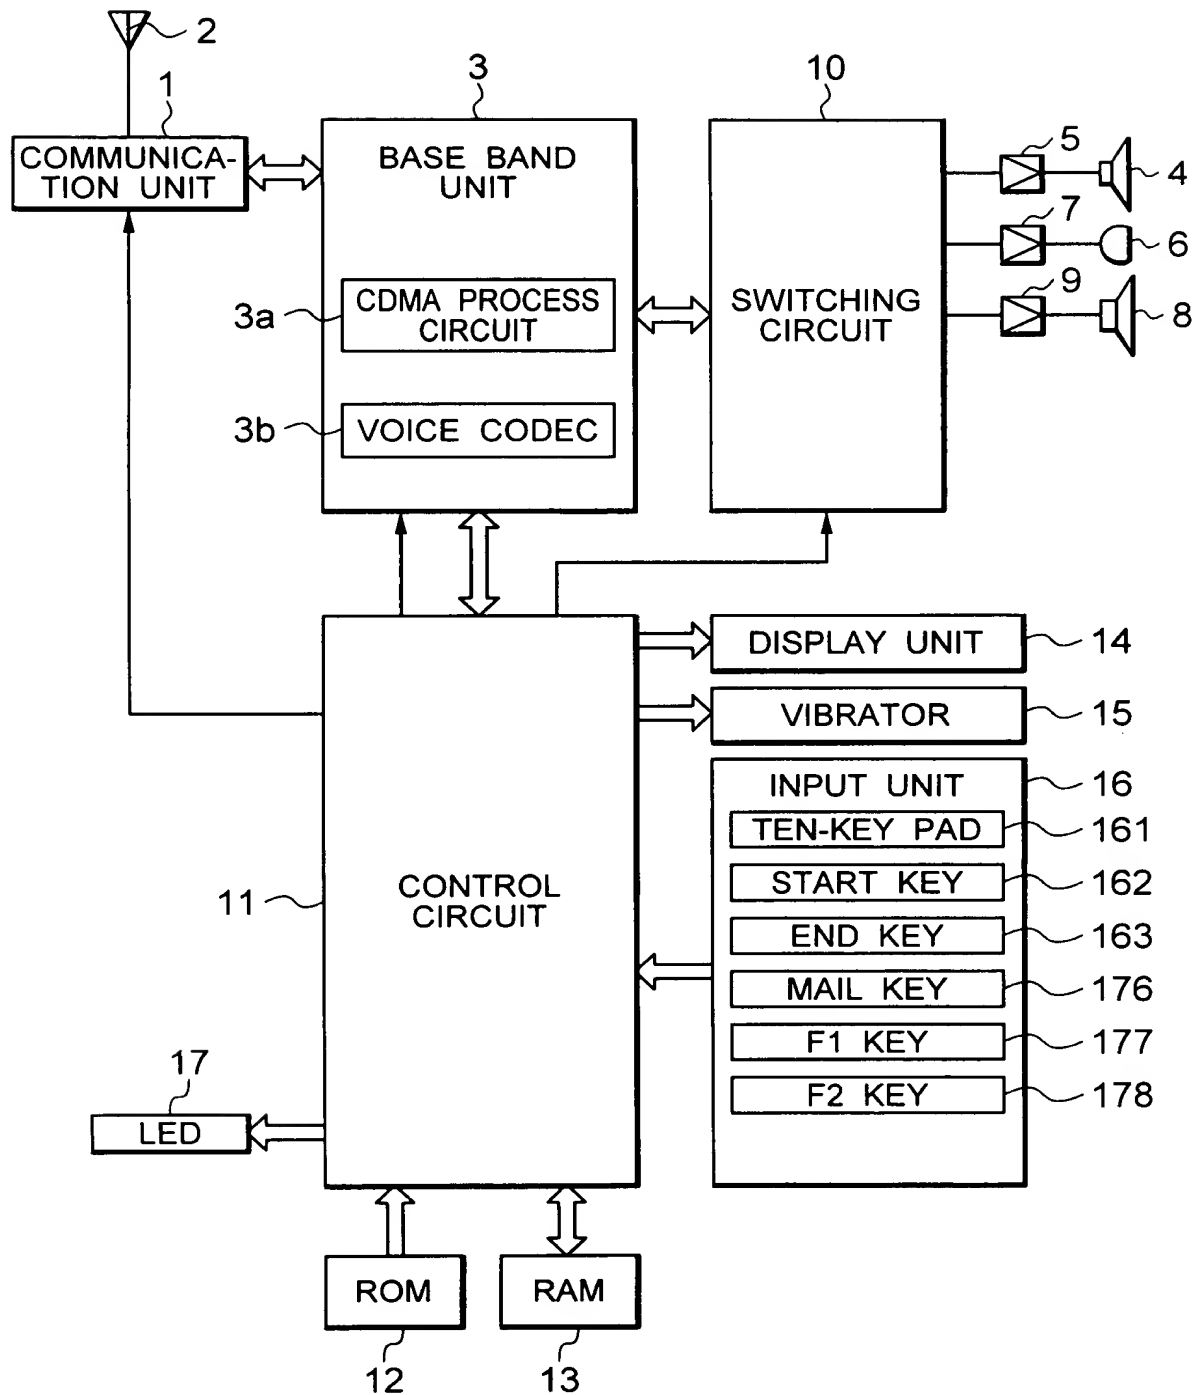 2
1
COMMUNICA-
TION UNIT
3
BASE BAND
UNIT
3a
CDMA PROCESS
CIRCUIT
3b
VOICE CODEC
10
SWITCHING
CIRCUIT
5
4
7
6
9
8
11
CONTROL
CIRCUIT
DISPLAY UNIT
14
VIBRATOR
15
INPUT UNIT
16
TEN-KEY PAD
161
START KEY
162
END KEY
163
MAIL KEY
176
F1 KEY
177
F2 KEY
178
17
LED
ROM
12
RAM
13